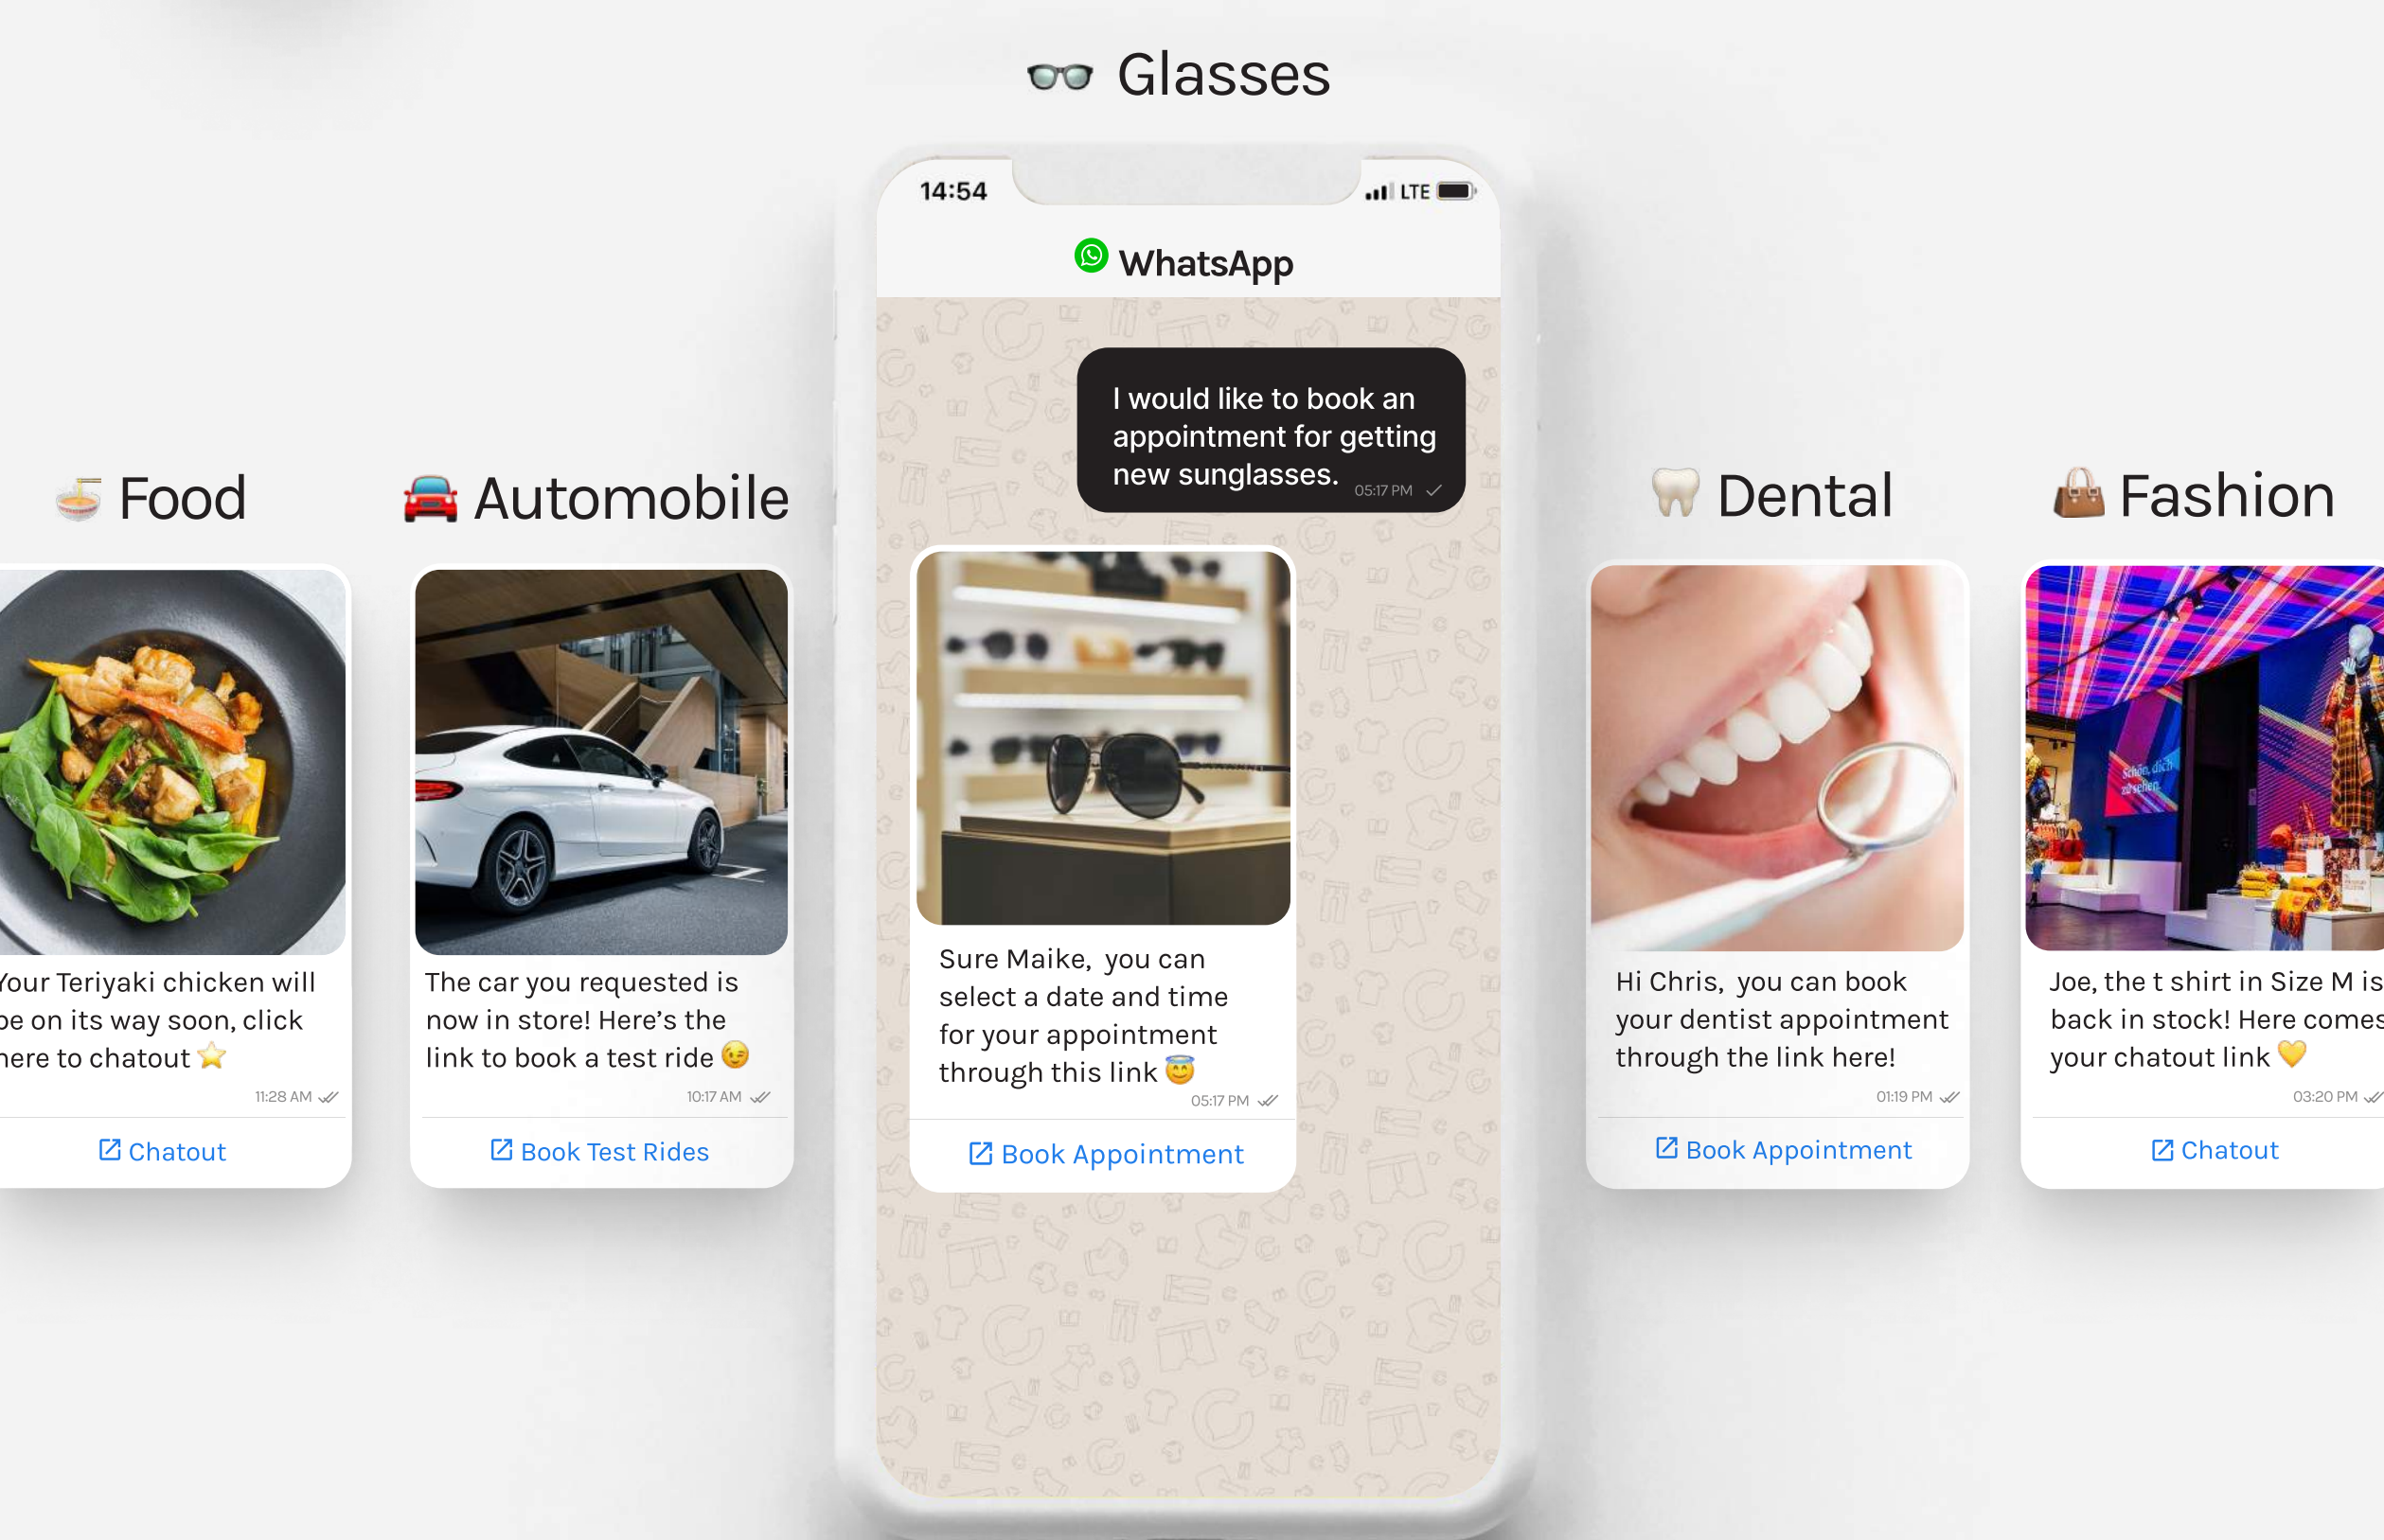 Glasses
14:54
LTE
WhatsApp
I would like to book an
appointment for getting
new sunglasses.
05:17 PM
Sure Maike, you can
select a date and time
for your appointment
through this link
05:17 PM
Book Appointment
Food
Your Teriyaki chicken will
be on its way soon, click
here to chatout
11:28 AM
Chatout
Automobile
The car you requested is
now in store! Here's the
link to book a test ride
10:17 AM
Book Test Rides
Dental
Hi Chris, you can book
your dentist appointment
through the link here!
01:19 PM
Book Appointment
Fashion
Schön, dich
zu sehen.
Joe, the t shirt in Size M is
back in stock! Here comes
your chatout link
03:20 PM
Chatout